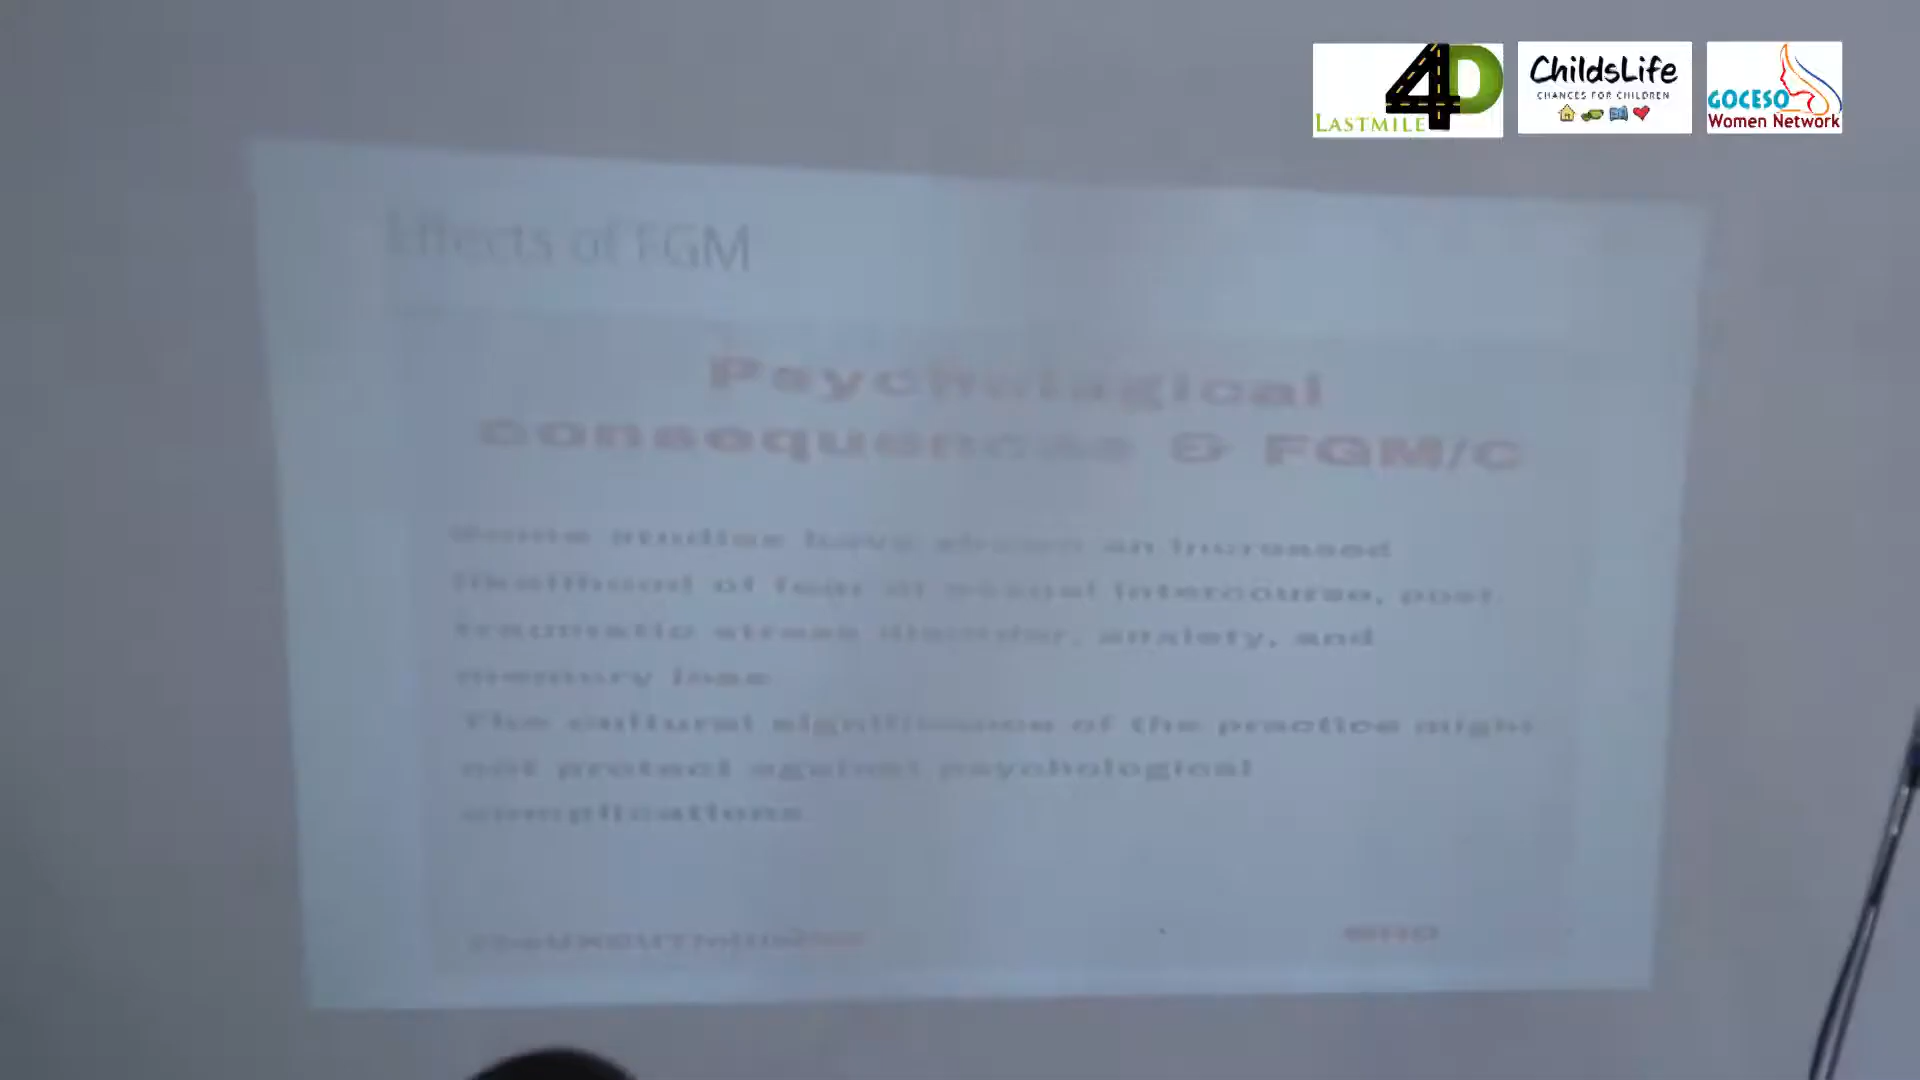 LASTMILE 4D
ChildsLife
CHANCES FOR CHILDREN
GOCESO
Women Network
Effects of FGM
Psychological
consequences & FGM/C
Some studies have shown an increased
likelihood of fear of sexual intercourse, post
traumatic stress disorder, anxiety, and
memory loss
The cultural significance of the practice might
not protect against psychological
complications
WHO